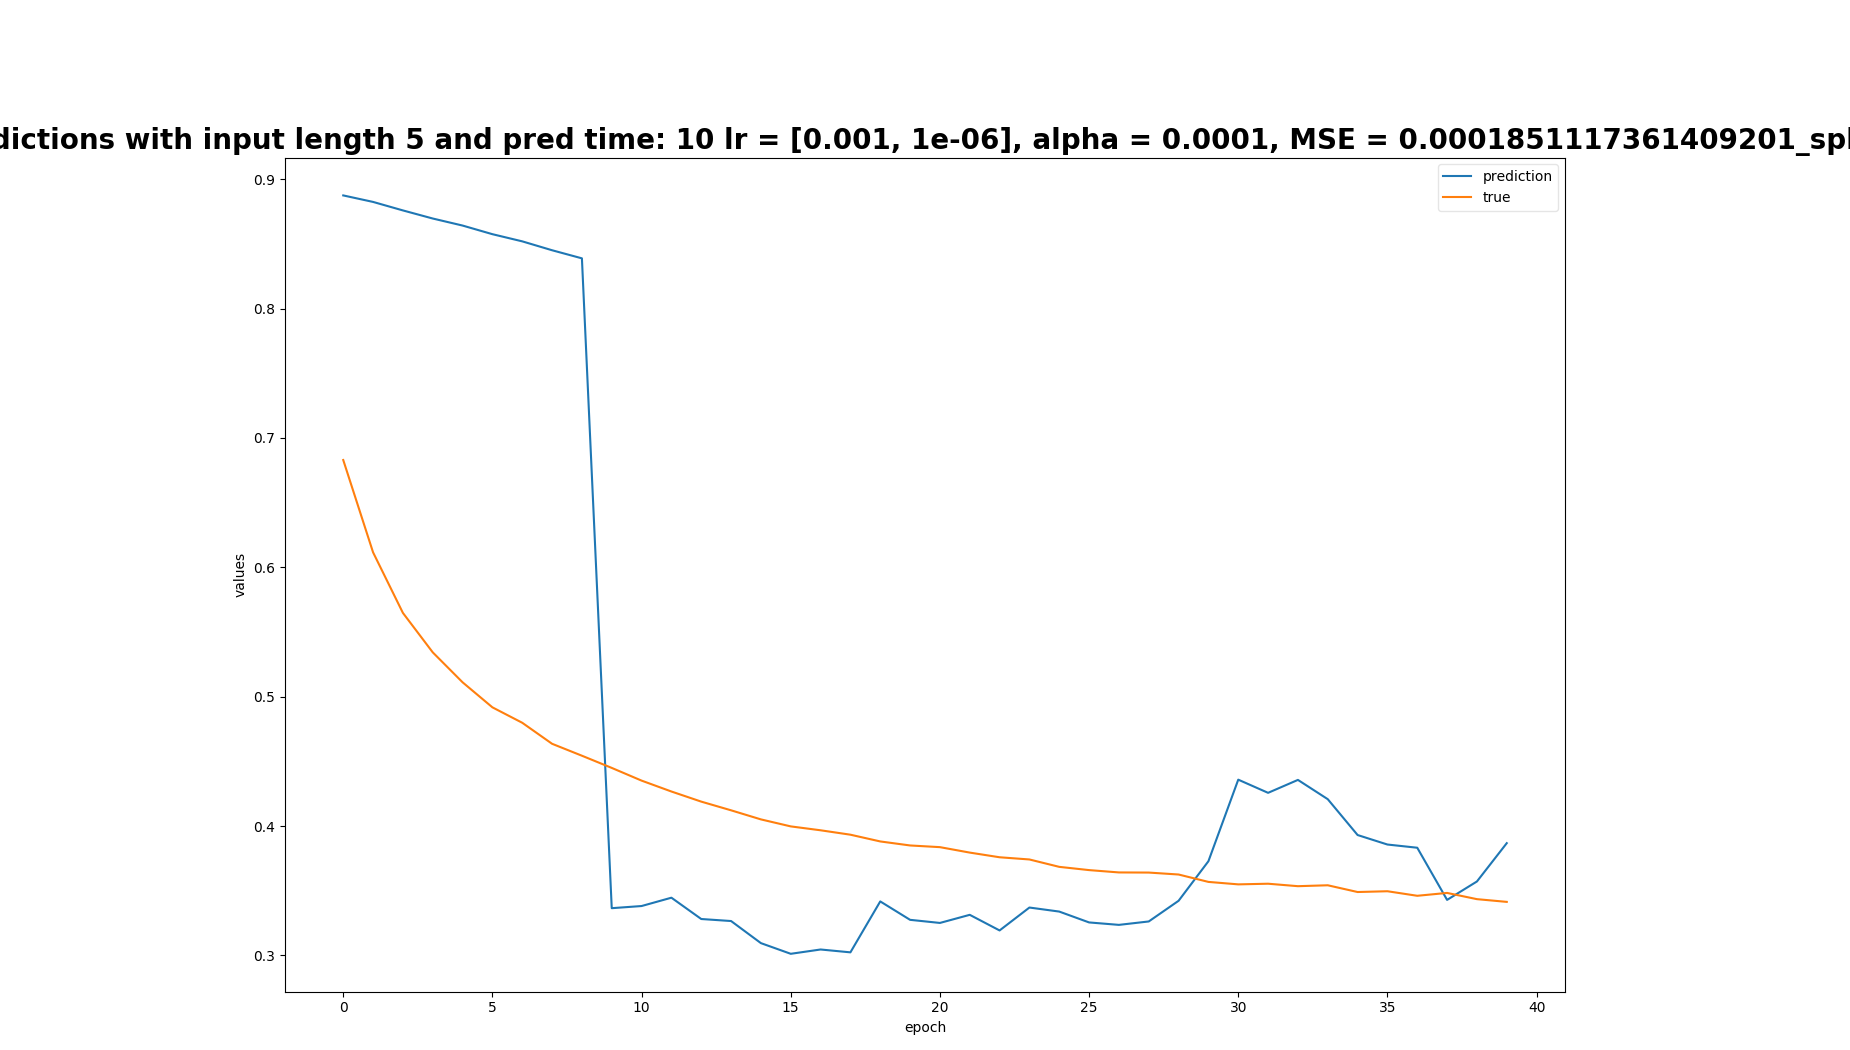 dictions with input length 5 and pred time: 10 lr = [0.001, 1e-06], alpha = 0.0001, MSE = 0.0001851117361409201_spl
prediction
true
0.9
0.8
0.7
0.6
0.5
0.4
0.3
values
0 5 10 15 20 25 30 35 40
epoch